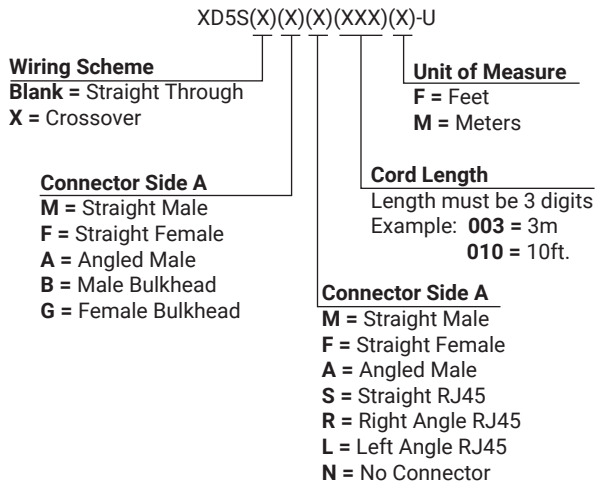 XD5S(X)(X)(X)(XXX)(X)-U
Wiring Scheme
Blank = Straight Through
X = Crossover
Unit of Measure
F = Feet
M = Meters
Connector Side A
M = Straight Male
F = Straight Female
A = Angled Male
B = Male Bulkhead
G = Female Bulkhead
Cord Length
Length must be 3 digits
Example: 003 = 3m
010 = 10ft.
Connector Side A
M = Straight Male
F = Straight Female
A = Angled Male
S = Straight RJ45
R = Right Angle RJ45
L = Left Angle RJ45
N = No Connector